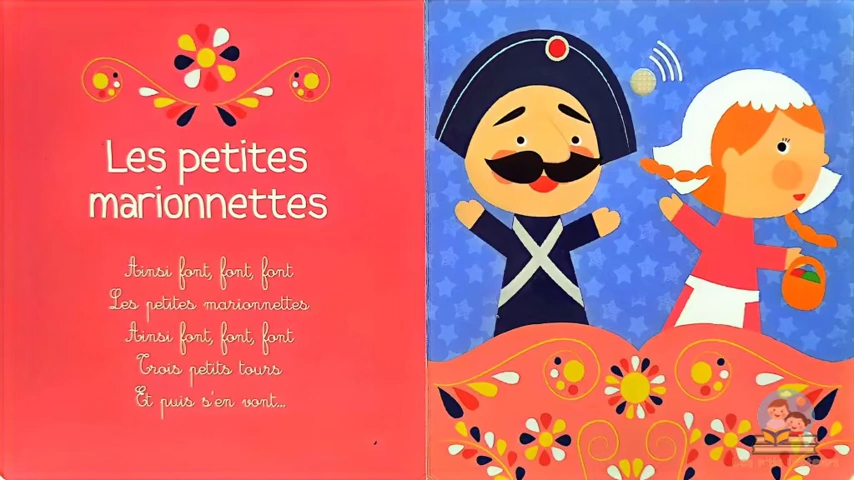 Les petites
marionnettes
Ainsi font, font, font
Les petites marionnettes
Ainsi font, font, font
Trois petits tours
Et puis s'en vont...